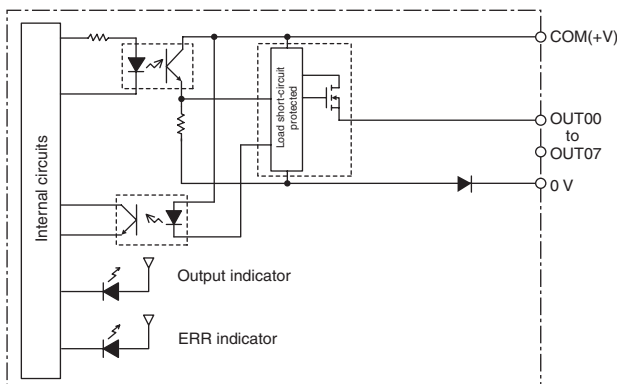 COM(+V)
Internal circuits
Load short-circuit
protected
OUT00
to
OUT07
0 V
Output indicator
ERR indicator